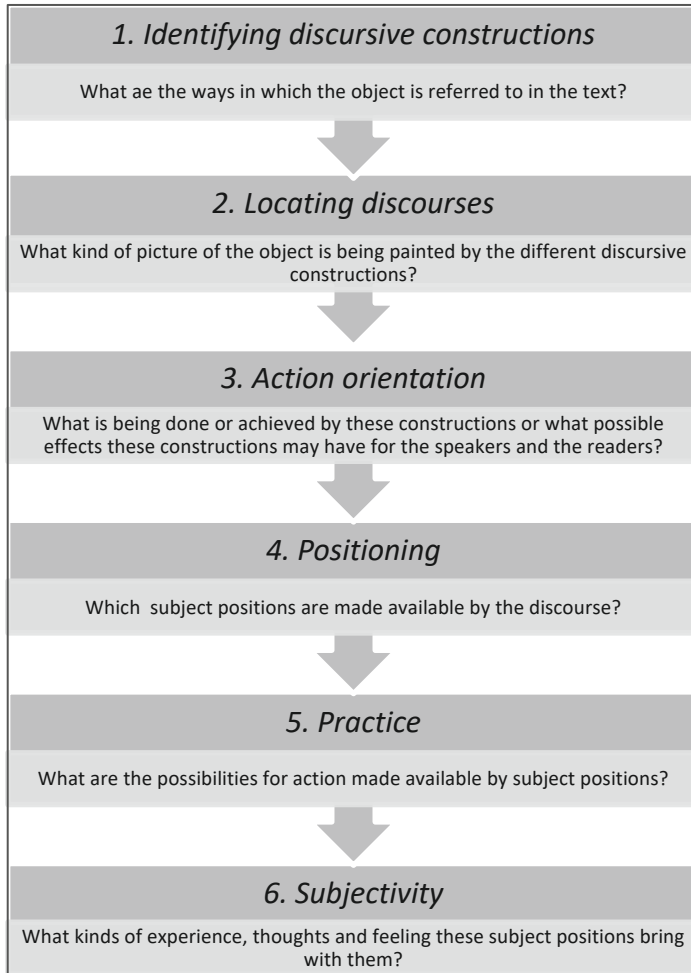 1. Identifying discursive constructions
What ae the ways in which the object is referred to in the text?
2. Locating discourses
What kind of picture of the object is being painted by the different discursive
constructions?
3. Action orientation
What is being done or achieved by these constructions or what possible
effects these constructions may have for the speakers and the readers?
4. Positioning
Which subject positions are made available by the discourse?
5. Practice
What are the possibilities for action made available by subject positions?
6. Subjectivity
What kinds of experience, thoughts and feeling these subject positions bring
with them?